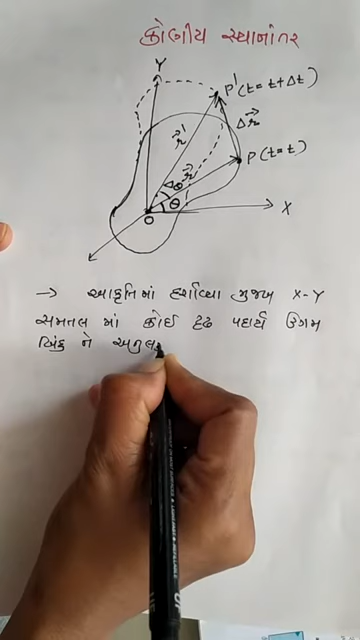 કોણીય સ્થાનાંતર
Y
P'(t=t+Δt)
Δr⃗
r⃗'
r⃗
P(t=t)
Δθ
θ
O
X
→ આકૃતિમાં દર્શાવ્યા મુજબ X-Y
સમતલ માં કોઈ દૃઢ પદાર્થ ઉગમ
બિંદુ ને અનુલ